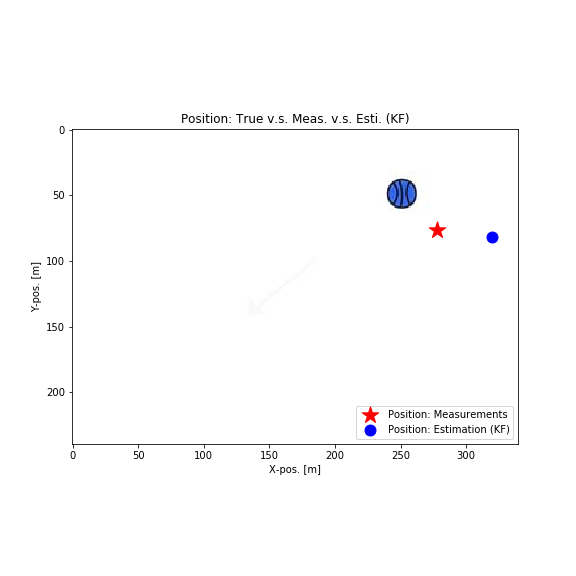 Position: True v.s. Meas. v.s. Esti. (KF)
0
50
100
150
200
Y-pos. [m]
0 50 100 150 200 250 300
X-pos. [m]
Position: Measurements
Position: Estimation (KF)